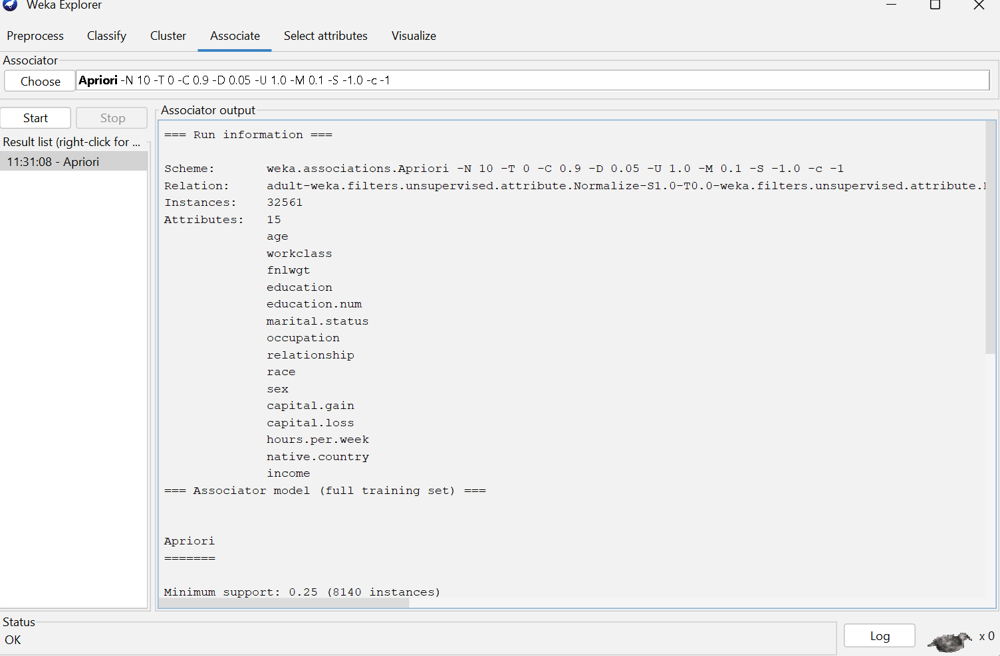 Weka Explorer
Preprocess Classify Cluster Associate Select attributes Visualize
Associator
Choose Apriori -N 10 -T 0 -C 0.9 -D 0.05 -U 1.0 -M 0.1 -S -1.0 -c -1
Start Stop
Result list (right-click for ...
11:31:08 - Apriori
Associator output
=== Run information ===
Scheme: weka.associations.Apriori -N 10 -T 0 -C 0.9 -D 0.05 -U 1.0 -M 0.1 -S -1.0 -c -1
Relation: adult-weka.filters.unsupervised.attribute.Normalize-S1.0-T0.0-weka.filters.unsupervised.attribute.
Instances: 32561
Attributes: 15
age
workclass
fnlwgt
education
education.num
marital.status
occupation
relationship
race
sex
capital.gain
capital.loss
hours.per.week
native.country
income
=== Associator model (full training set) ===
Apriori
=======
Minimum support: 0.25 (8140 instances)
Status
OK
Log x 0